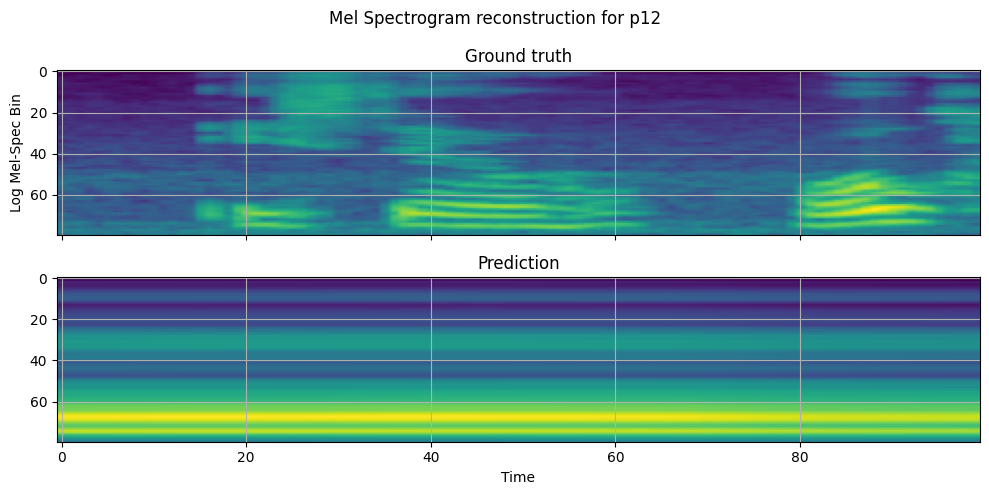 Mel Spectrogram reconstruction for p12
Ground truth
0
20
40
60
Log Mel-Spec Bin
Prediction
0
20
40
60
0 20 40 60 80
Time